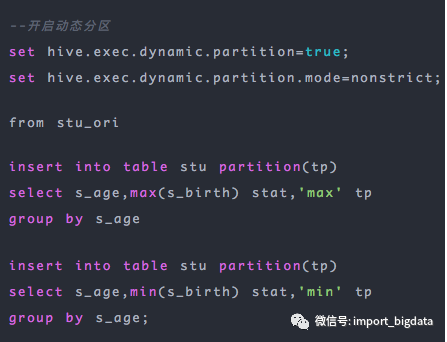 --开启动态分区
set hive.exec.dynamic.partition=true;
set hive.exec.dynamic.partition.mode=nonstrict;
from stu_ori
insert into table stu partition(tp)
select s_age,max(s_birth) stat,'max' tp
group by s_age
insert into table stu partition(tp)
select s_age,min(s_birth) stat,'min' tp
group by s_age;
微信号: import_bigdata